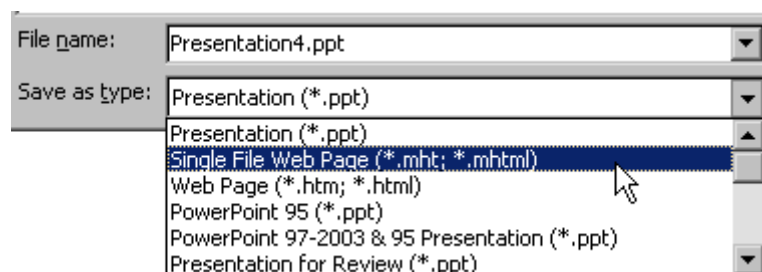 File name: Presentation4.ppt
Save as type: Presentation (*.ppt)
Presentation (*.ppt)
Single File Web Page (*.mht; *.mhtml)
Web Page (*.htm; *.html)
PowerPoint 95 (*.ppt)
PowerPoint 97-2003 & 95 Presentation (*.ppt)
Presentation for Review (*.ppt)